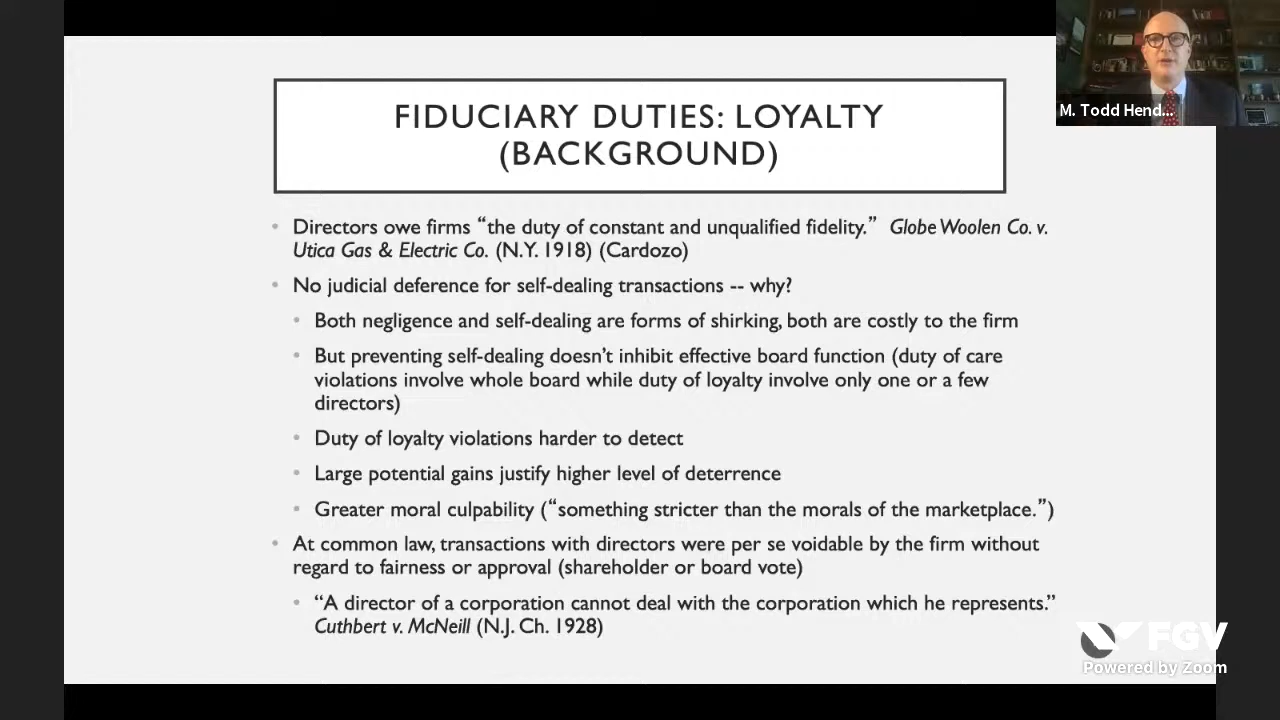 FIDUCIARY DUTIES: LOYALTY
(BACKGROUND)
M. Todd Hend...
• Directors owe firms “the duty of constant and unqualified fidelity.” Globe Woolen Co. v.
Utica Gas & Electric Co. (N.Y. 1918) (Cardozo)
• No judicial deference for self-dealing transactions -- why?
• Both negligence and self-dealing are forms of shirking, both are costly to the firm
• But preventing self-dealing doesn’t inhibit effective board function (duty of care
violations involve whole board while duty of loyalty involve only one or a few
directors)
• Duty of loyalty violations harder to detect
• Large potential gains justify higher level of deterrence
• Greater moral culpability (“something stricter than the morals of the marketplace.”)
• At common law, transactions with directors were per se voidable by the firm without
regard to fairness or approval (shareholder or board vote)
• “A director of a corporation cannot deal with the corporation which he represents.”
Cuthbert v. McNeill (N.J. Ch. 1928)
FGV
Powered by Zoom